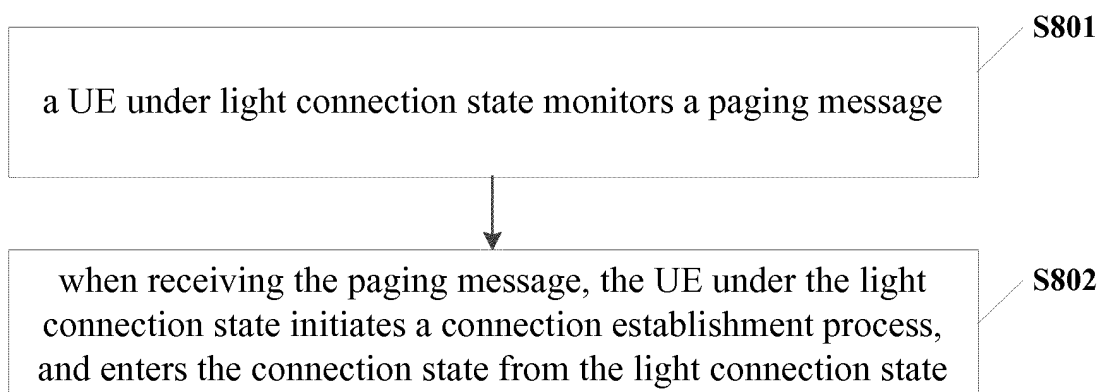 S801
a UE under light connection state monitors a paging message
when receiving the paging message, the UE under the light
S802
connection state initiates a connection establishment process,
and enters the connection state from the light connection state